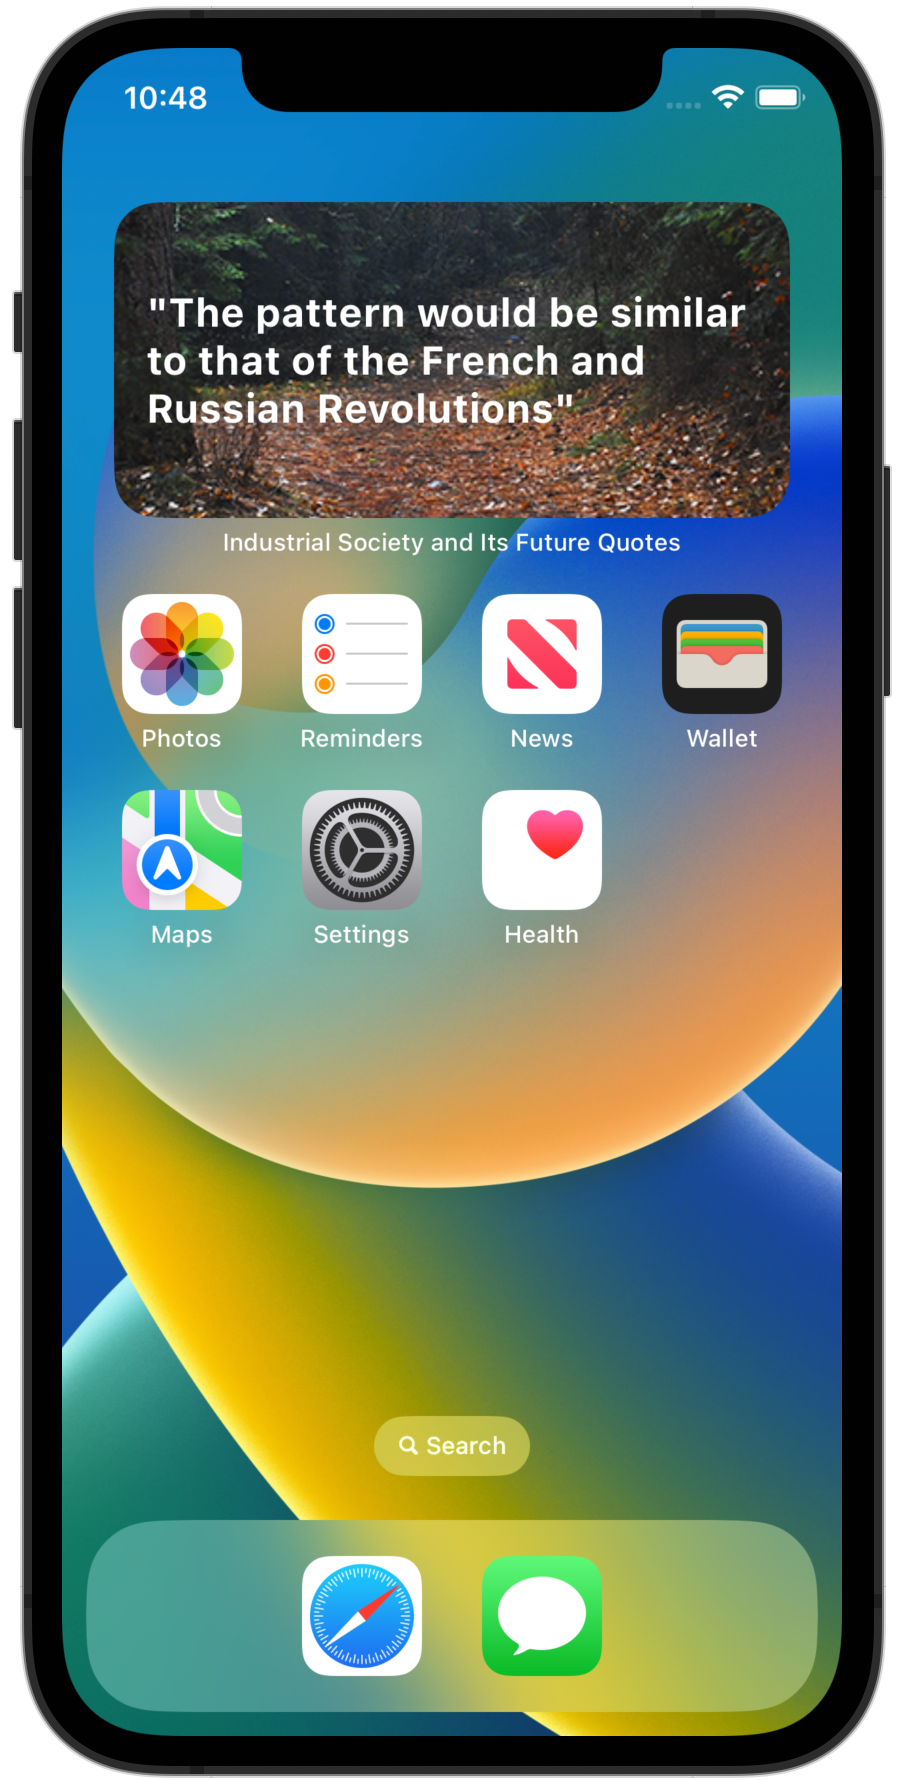 10:48
"The pattern would be similar
to that of the French and
Russian Revolutions"
Industrial Society and Its Future Quotes
Photos
Reminders
News
Wallet
Maps
Settings
Health
Search